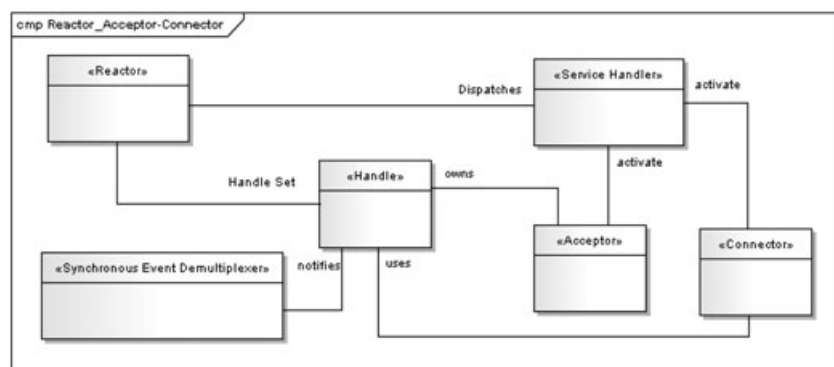 cmp Reactor_Acceptor-Connector
«Reactor»
«Service Handler»
Dispatches
activate
activate
Handle Set
«Handle»
owns
«Acceptor»
«Connector»
«Synchronous Event Demultiplexer»
notifies
uses